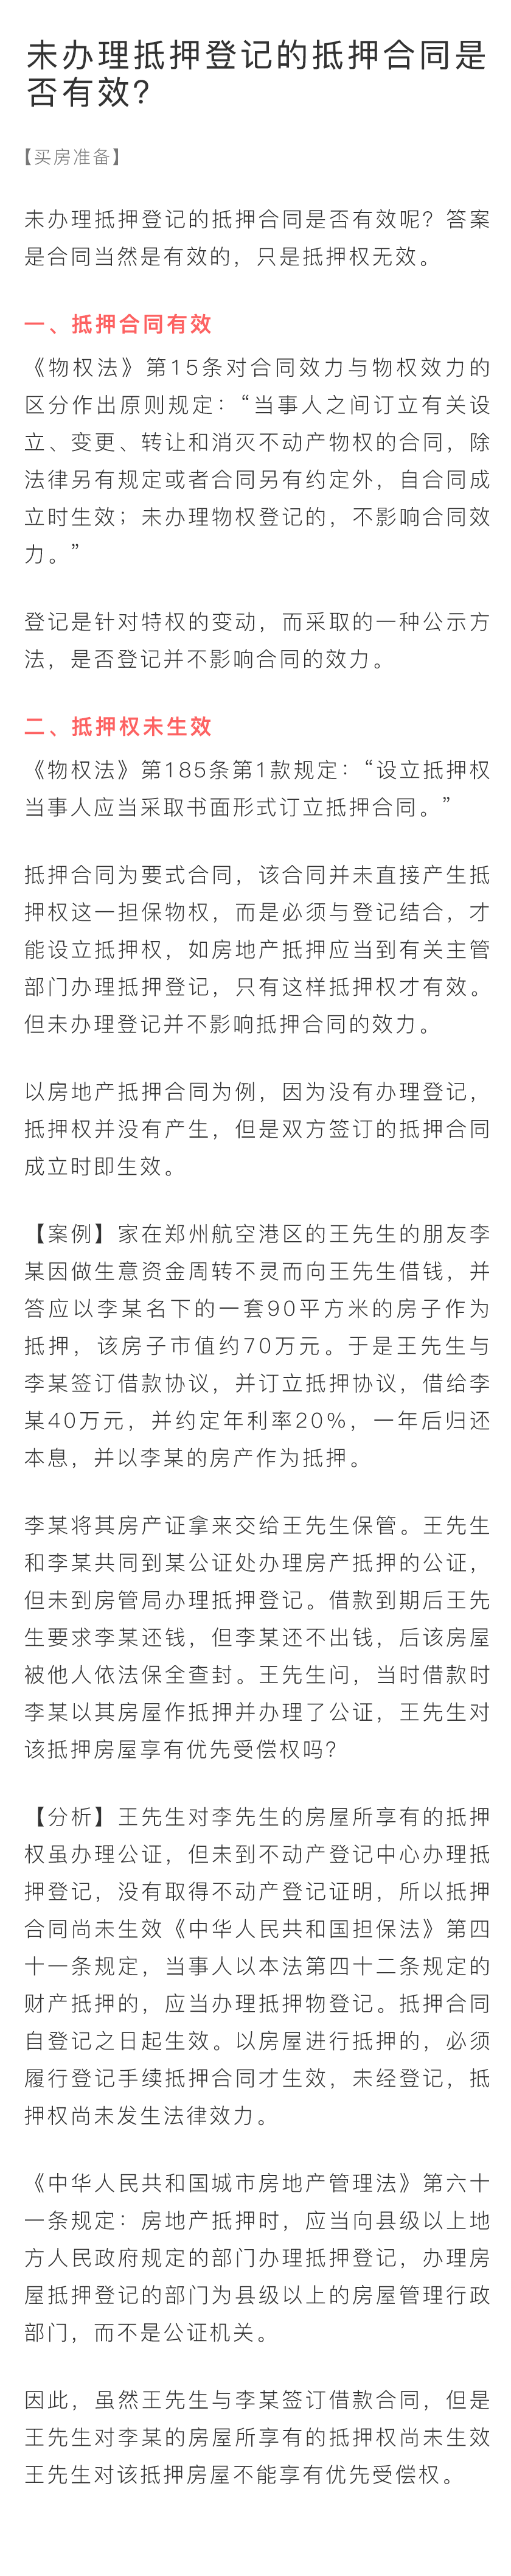 未办理抵押登记的抵押合同是
否有效？
【买房准备】
未办理抵押登记的抵押合同是否有效呢？答案
是合同当然是有效的，只是抵押权无效。
一、抵押合同有效
《物权法》第15条对合同效力与物权效力的
区分作出原则规定：“当事人之间订立有关设
立、变更、转让和消灭不动产物权的合同，除
法律另有规定或者合同另有约定外，自合同成
立时生效；未办理物权登记的，不影响合同效
力。”
登记是针对特权的变动，而采取的一种公示方
法，是否登记并不影响合同的效力。
二、抵押权未生效
《物权法》第185条第1款规定：“设立抵押权
当事人应当采取书面形式订立抵押合同。”
抵押合同为要式合同，该合同并未直接产生抵
押权这一担保物权，而是必须与登记结合，才
能设立抵押权，如房地产抵押应当到有关主管
部门办理抵押登记，只有这样抵押权才有效。
但未办理登记并不影响抵押合同的效力。
以房地产抵押合同为例，因为没有办理登记，
抵押权并没有产生，但是双方签订的抵押合同
成立时即生效。
【案例】家在郑州航空港区的王先生的朋友李
某因做生意资金周转不灵而向王先生借钱，并
答应以李某名下的一套90平方米的房子作为
抵押，该房子市值约70万元。于是王先生与
李某签订借款协议，并订立抵押协议，借给李
某40万元，并约定年利率20%，一年后归还
本息，并以李某的房产作为抵押。
李某将其房产证拿来交给王先生保管。王先生
和李某共同到某公证处办理房产抵押的公证，
但未到房管局办理抵押登记。借款到期后王先
生要求李某还钱，但李某还不出钱，后该房屋
被他人依法保全查封。王先生问，当时借款时
李某以其房屋作抵押并办理了公证，王先生对
该抵押房屋享有优先受偿权吗？
【分析】王先生对李先生的房屋所享有的抵押
权虽办理公证，但未到不动产登记中心办理抵
押登记，没有取得不动产登记证明，所以抵押
合同尚未生效《中华人民共和国担保法》第四
十一条规定，当事人以本法第四十二条规定的
财产抵押的，应当办理抵押物登记。抵押合同
自登记之日起生效。以房屋进行抵押的，必须
履行登记手续抵押合同才生效，未经登记，抵
押权尚未发生法律效力。
《中华人民共和国城市房地产管理法》第六十
一条规定：房地产抵押时，应当向县级以上地
方人民政府规定的部门办理抵押登记，办理房
屋抵押登记的部门为县级以上的房屋管理行政
部门，而不是公证机关。
因此，虽然王先生与李某签订借款合同，但是
王先生对李某的房屋所享有的抵押权尚未生效
王先生对该抵押房屋不能享有优先受偿权。